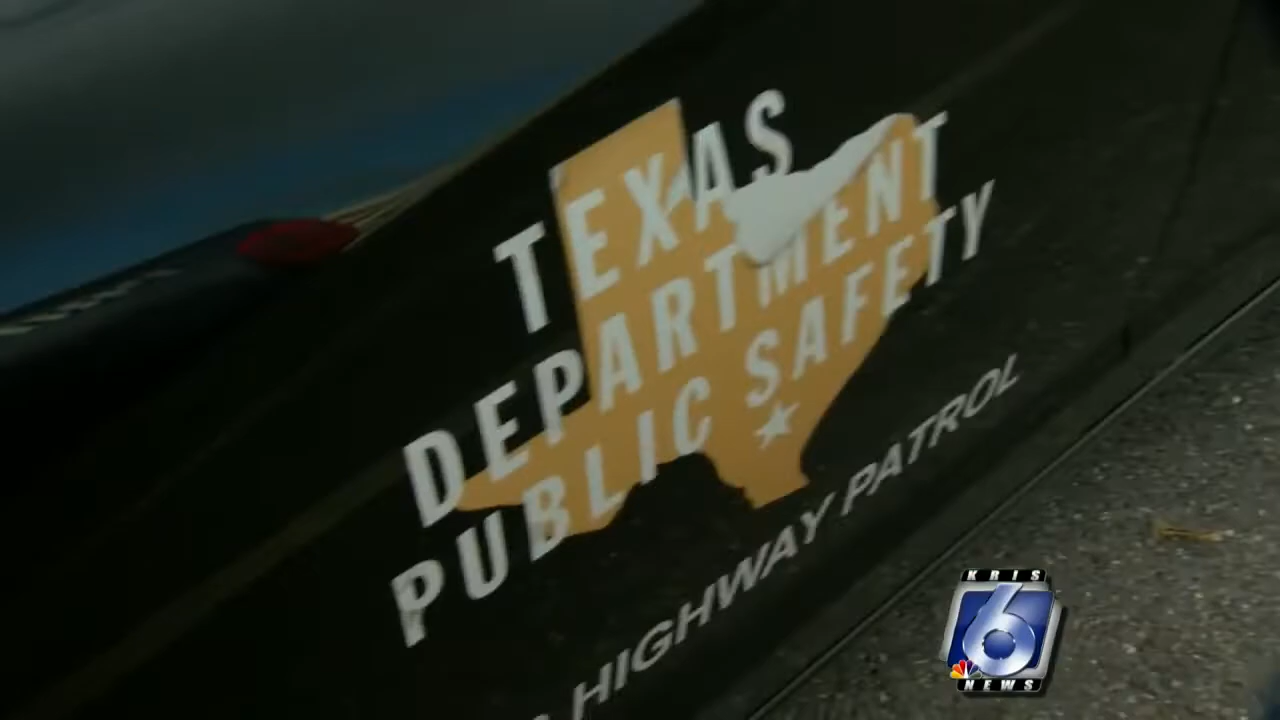 TEXAS
DEPARTMENT
PUBLIC SAFETY
HIGHWAY PATROL
KRIS
6
NEWS